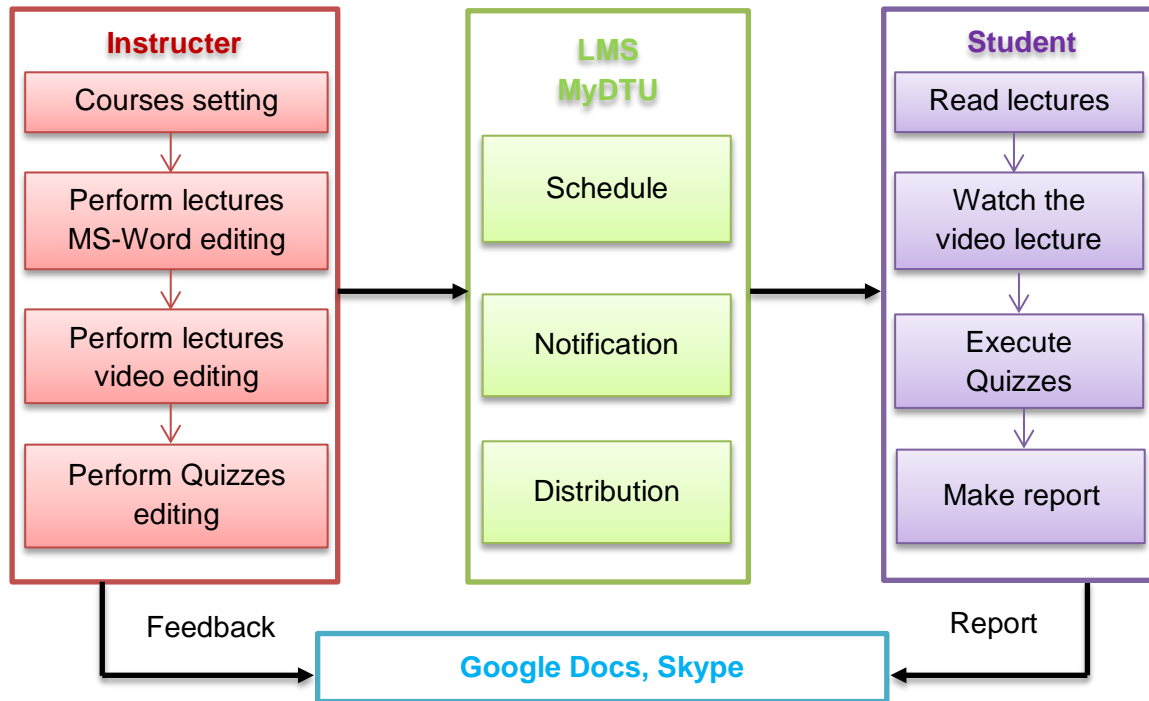 Instructer
Courses setting
Perform lectures
MS-Word editing
Perform lectures
video editing
Perform Quizzes
editing
LMS
MyDTU
Schedule
Notification
Distribution
Student
Read lectures
Watch the
video lecture
Execute
Quizzes
Make report
Feedback
Report
Google Docs, Skype